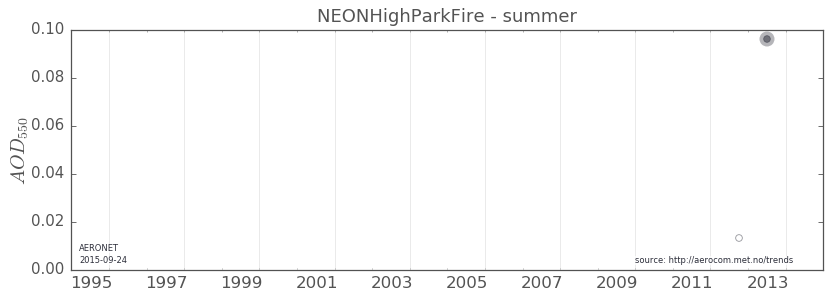 NEONHighParkFire - summer
0.10
0.08
0.06
0.04
0.02
0.00
AOD550
AERONET
2015-09-24
source: http://aerocom.met.no/trends
1995 1997 1999 2001 2003 2005 2007 2009 2011 2013